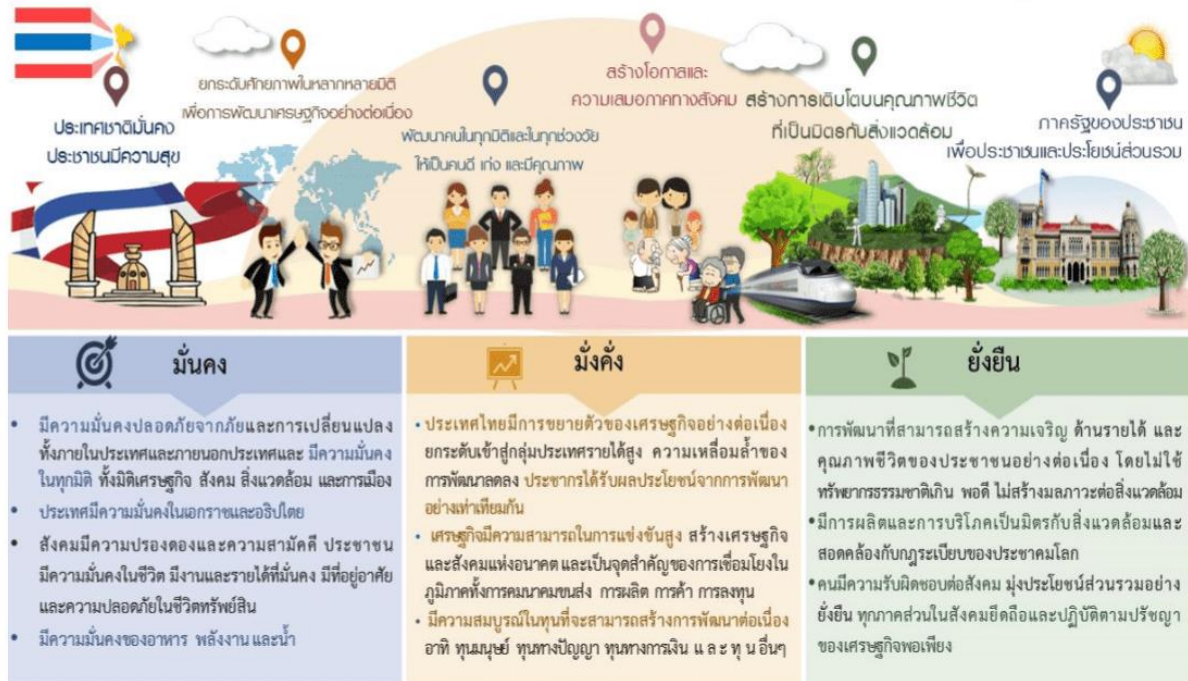 ประเทศชาติมั่นคง
ประชาชนมีความสุข
ยกระดับศักยภาพในหลากหลายมิติ
เพื่อการพัฒนาเศรษฐกิจอย่างต่อเนื่อง
พัฒนาคนในทุกมิติและในทุกช่วงวัย
ให้เป็นคนดี เก่ง และมีคุณภาพ
สร้างโอกาสและ
ความเสมอภาคทางสังคม
สร้างการเติบโตบนคุณภาพชีวิต
ที่เป็นมิตรกับสิ่งแวดล้อม
ภาครัฐของประชาชน
เพื่อประชาชนและประโยชน์ส่วนรวม
มั่นคง
• มีความมั่นคงปลอดภัยจากภัยและการเปลี่ยนแปลง
ทั้งภายในประเทศและภายนอกประเทศและ มีความมั่นคง
ในทุกมิติ ทั้งมิติเศรษฐกิจ สังคม สิ่งแวดล้อม และการเมือง
• ประเทศมีความมั่นคงในเอกราชและอธิปไตย
• สังคมมีความปรองดองและความสามัคคี ประชาชน
มีความมั่นคงในชีวิต มีงานและรายได้ที่มั่นคง มีที่อยู่อาศัย
และความปลอดภัยในชีวิตทรัพย์สิน
• มีความมั่นคงของอาหาร พลังงาน และน้ำ
มั่งคั่ง
• ประเทศไทยมีการขยายตัวของเศรษฐกิจอย่างต่อเนื่อง
ยกระดับเข้าสู่กลุ่มประเทศรายได้สูง ความเหลื่อมล้ำของ
การพัฒนาลดลง ประชากรได้รับผลประโยชน์จากการพัฒนา
อย่างเท่าเทียมกัน
• เศรษฐกิจมีความสามารถในการแข่งขันสูง สร้างเศรษฐกิจ
และสังคมแห่งอนาคต และเป็นจุดสำคัญของการเชื่อมโยงใน
ภูมิภาคทั้งการคมนาคมขนส่ง การผลิต การค้า การลงทุน
• มีความสมบูรณ์ในทุนที่จะสามารถสร้างการพัฒนาต่อเนื่อง
อาทิ ทุนมนุษย์ ทุนทางปัญญา ทุนทางการเงิน และทุนอื่นๆ
ยั่งยืน
• การพัฒนาที่สามารถสร้างความเจริญ ด้านรายได้ และ
คุณภาพชีวิตของประชาชนอย่างต่อเนื่อง โดยไม่ใช้
ทรัพยากรธรรมชาติเกิน พอดี ไม่สร้างมลภาวะต่อสิ่งแวดล้อม
• มีการผลิตและการบริโภคเป็นมิตรกับสิ่งแวดล้อมและ
สอดคล้องกับกฎระเบียบของประชาคมโลก
• คนมีความรับผิดชอบต่อสังคม มุ่งประโยชน์ส่วนรวมอย่าง
ยั่งยืน ทุกภาคส่วนในสังคมยึดถือและปฏิบัติตามปรัชญา
ของเศรษฐกิจพอเพียง